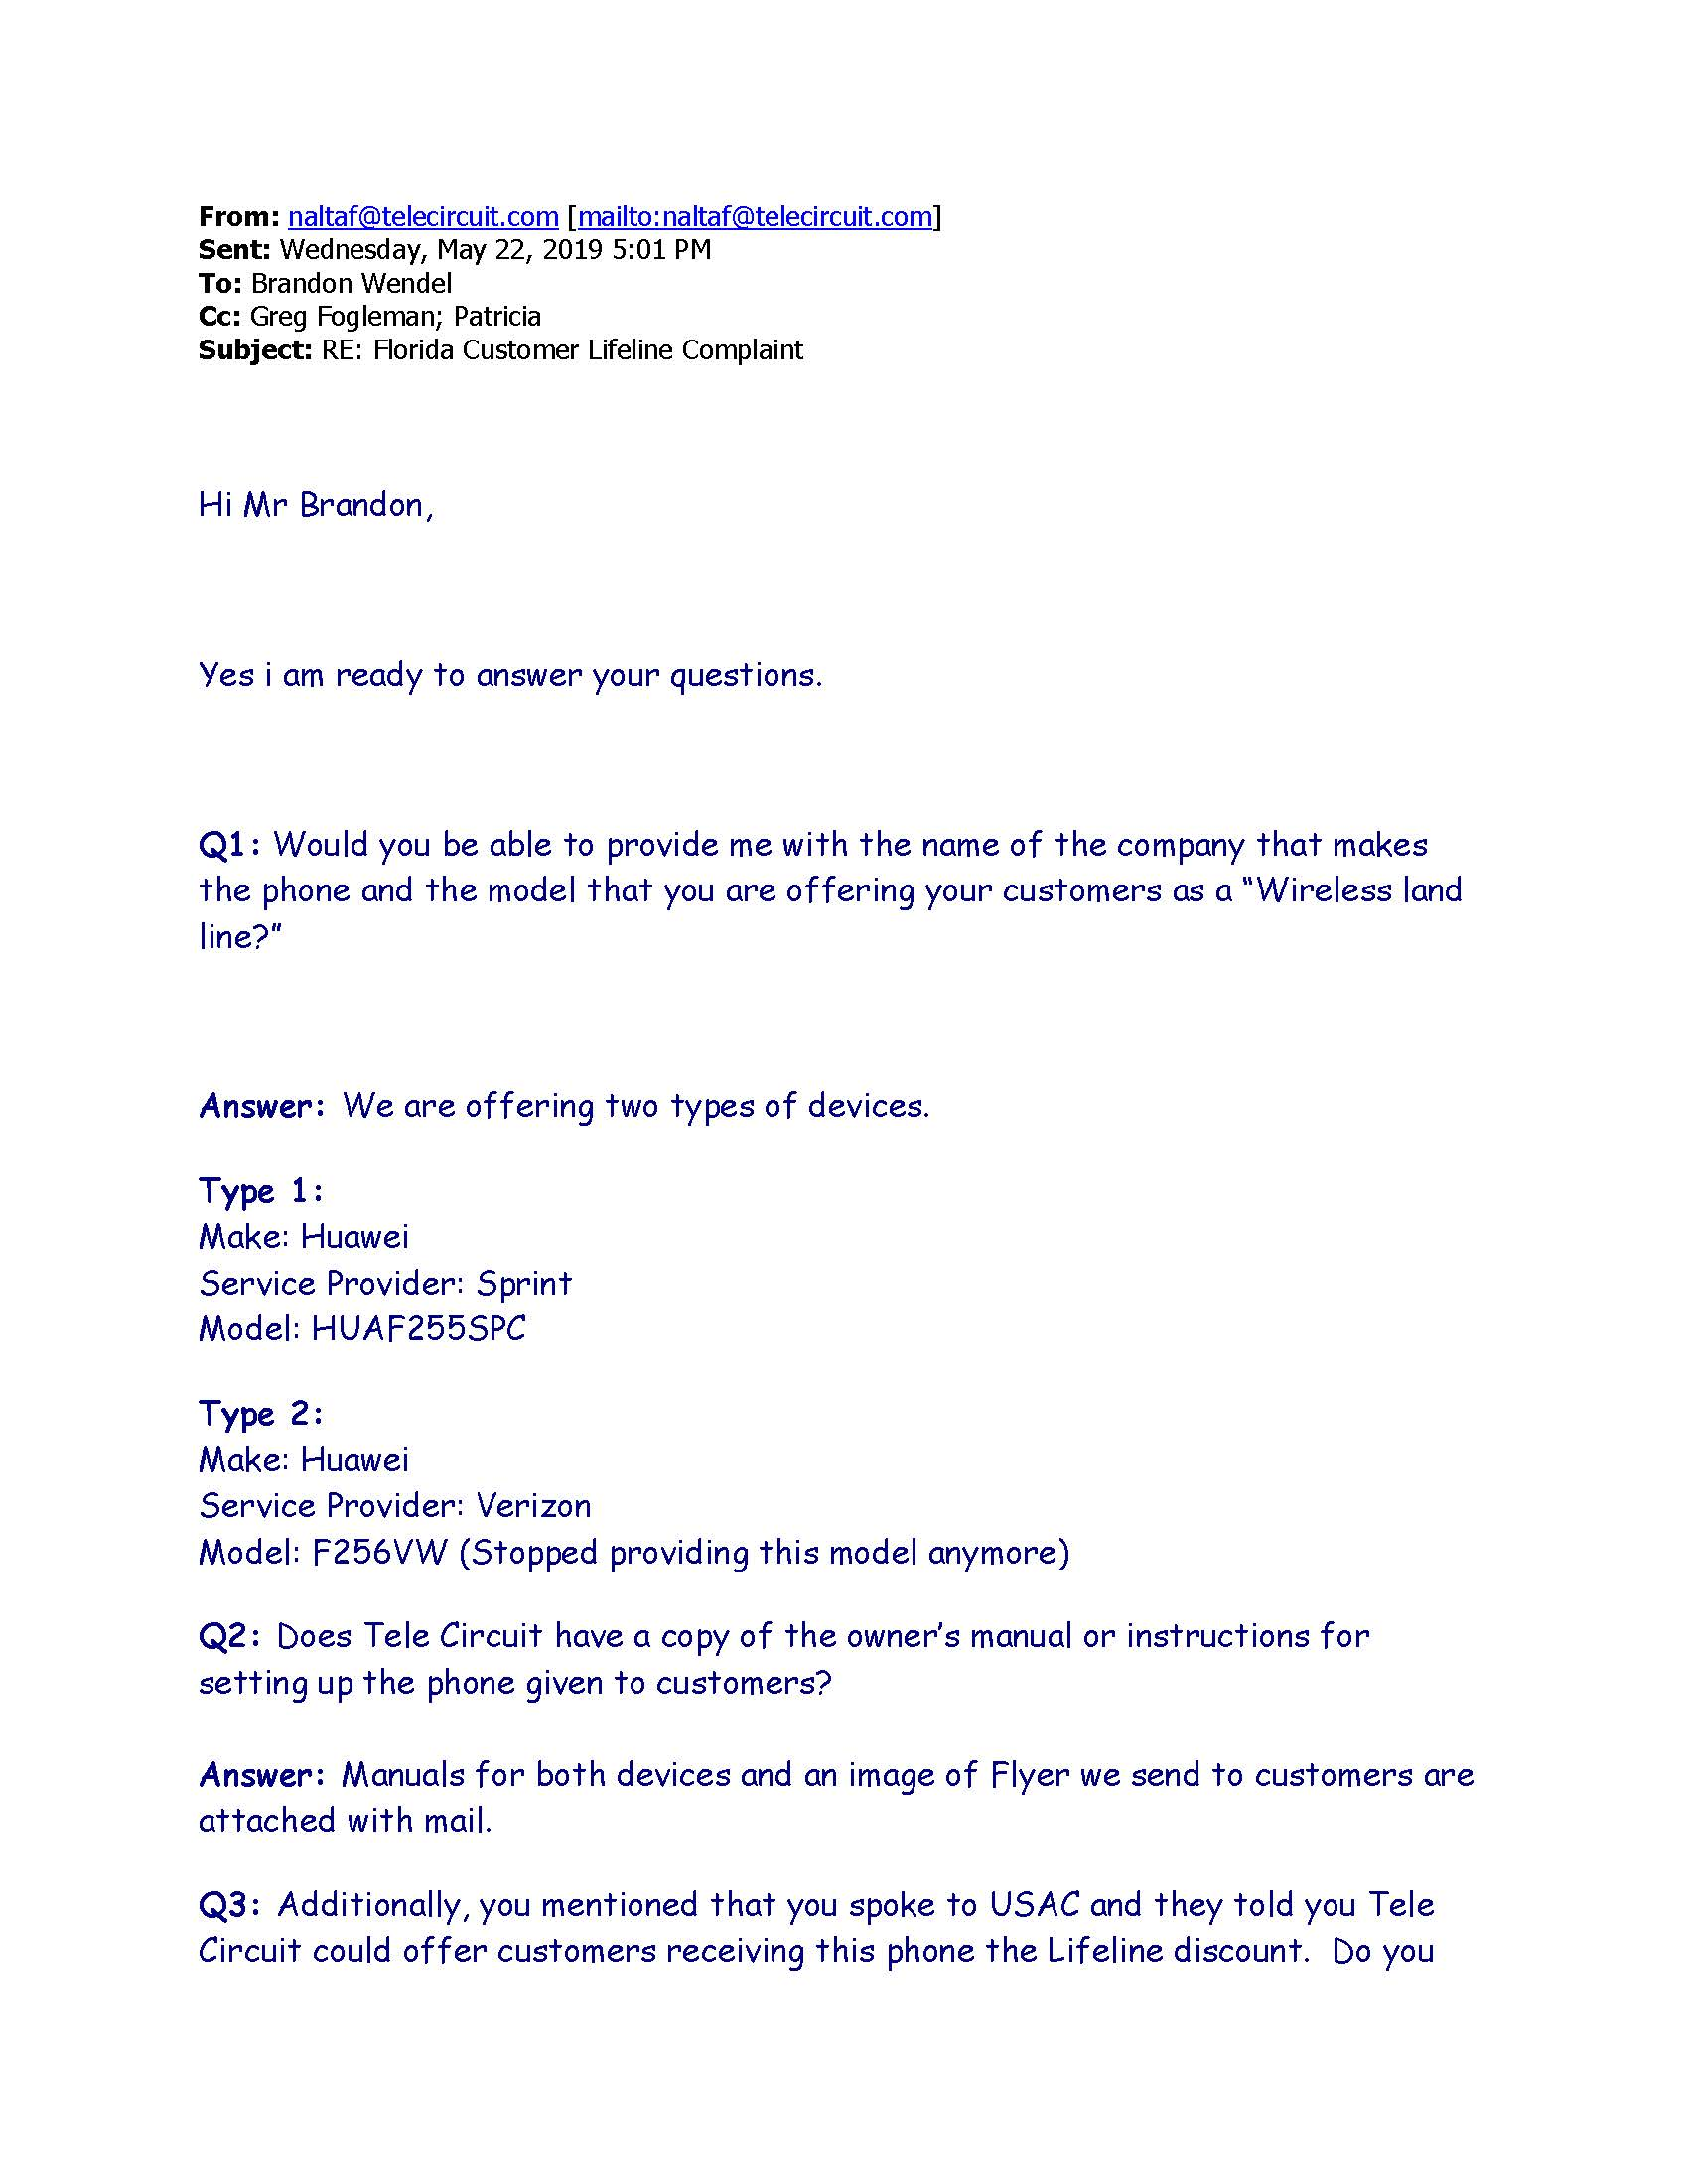 From: naltaf@telecircuit.com [mailto:naltaf@telecircuit.com]
Sent: Wednesday, May 22, 2019 5:01 PM
To: Brandon Wendel
Cc: Greg Fogleman; Patricia
Subject: RE: Florida Customer Lifeline Complaint
Hi Mr Brandon,
Yes i am ready to answer your questions.
Q1: Would you be able to provide me with the name of the company that makes
the phone and the model that you are offering your customers as a “Wireless land
line?”
Answer: We are offering two types of devices.
Type 1:
Make: Huawei
Service Provider: Sprint
Model: HUAF255SPC
Type 2:
Make: Huawei
Service Provider: Verizon
Model: F256VW (Stopped providing this model anymore)
Q2: Does Tele Circuit have a copy of the owner’s manual or instructions for
setting up the phone given to customers?
Answer: Manuals for both devices and an image of Flyer we send to customers are
attached with mail.
Q3: Additionally, you mentioned that you spoke to USAC and they told you Tele
Circuit could offer customers receiving this phone the Lifeline discount.  Do you